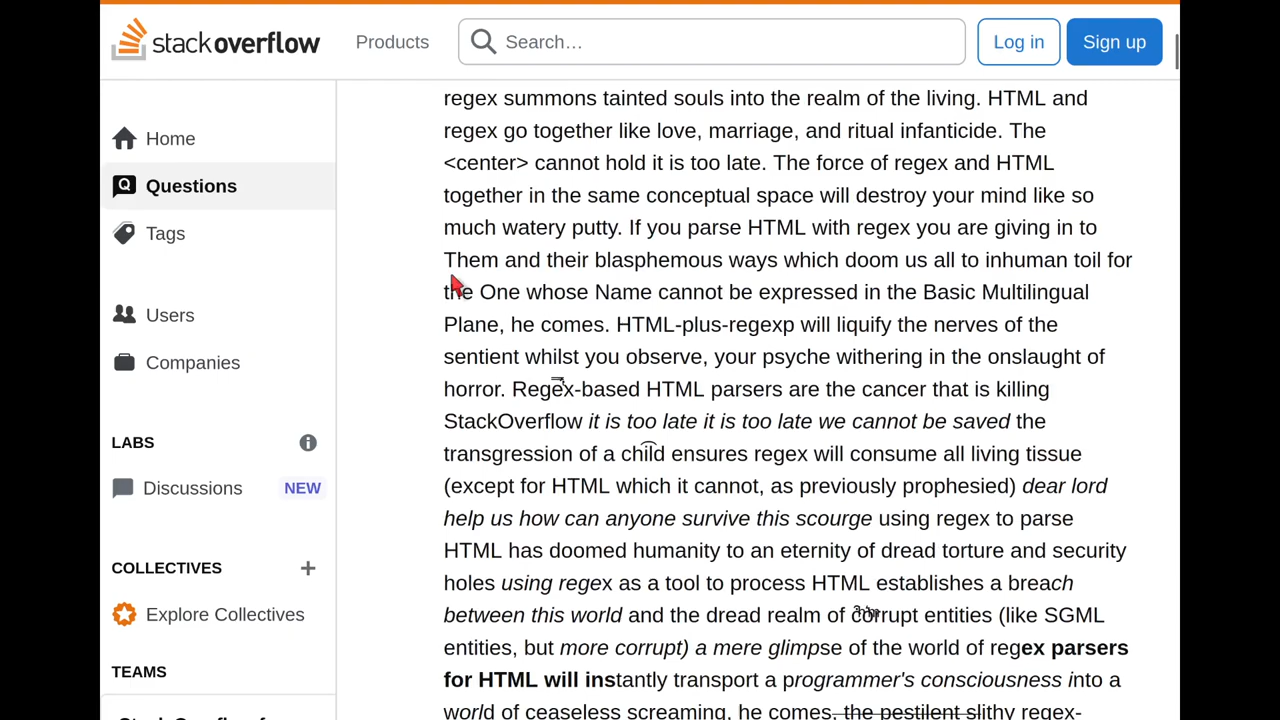 stack overflow
Products
Search…
Log in
Sign up
Home
Questions
Tags
Users
Companies
LABS
Discussions
NEW
COLLECTIVES
Explore Collectives
TEAMS
regex summons tainted souls into the realm of the living. HTML and
regex go together like love, marriage, and ritual infanticide. The
<center> cannot hold it is too late. The force of regex and HTML
together in the same conceptual space will destroy your mind like so
much watery putty. If you parse HTML with regex you are giving in to
Them and their blasphemous ways which doom us all to inhuman toil for
the One whose Name cannot be expressed in the Basic Multilingual
Plane, he comes. HTML-plus-regexp will liquify the nerves of the
sentient whilst you observe, your psyche withering in the onslaught of
horror. Regex-based HTML parsers are the cancer that is killing
StackOverflow it is too late it is too late we cannot be saved the
transgression of a child ensures regex will consume all living tissue
(except for HTML which it cannot, as previously prophesied) dear lord
help us how can anyone survive this scourge using regex to parse
HTML has doomed humanity to an eternity of dread torture and security
holes using regex as a tool to process HTML establishes a breach
between this world and the dread realm of corrupt entities (like SGML
entities, but more corrupt) a mere glimpse of the world of regex parsers
for HTML will instantly transport a programmer's consciousness into a
world of ceaseless screaming, he comes, the pestilent slithy regex-